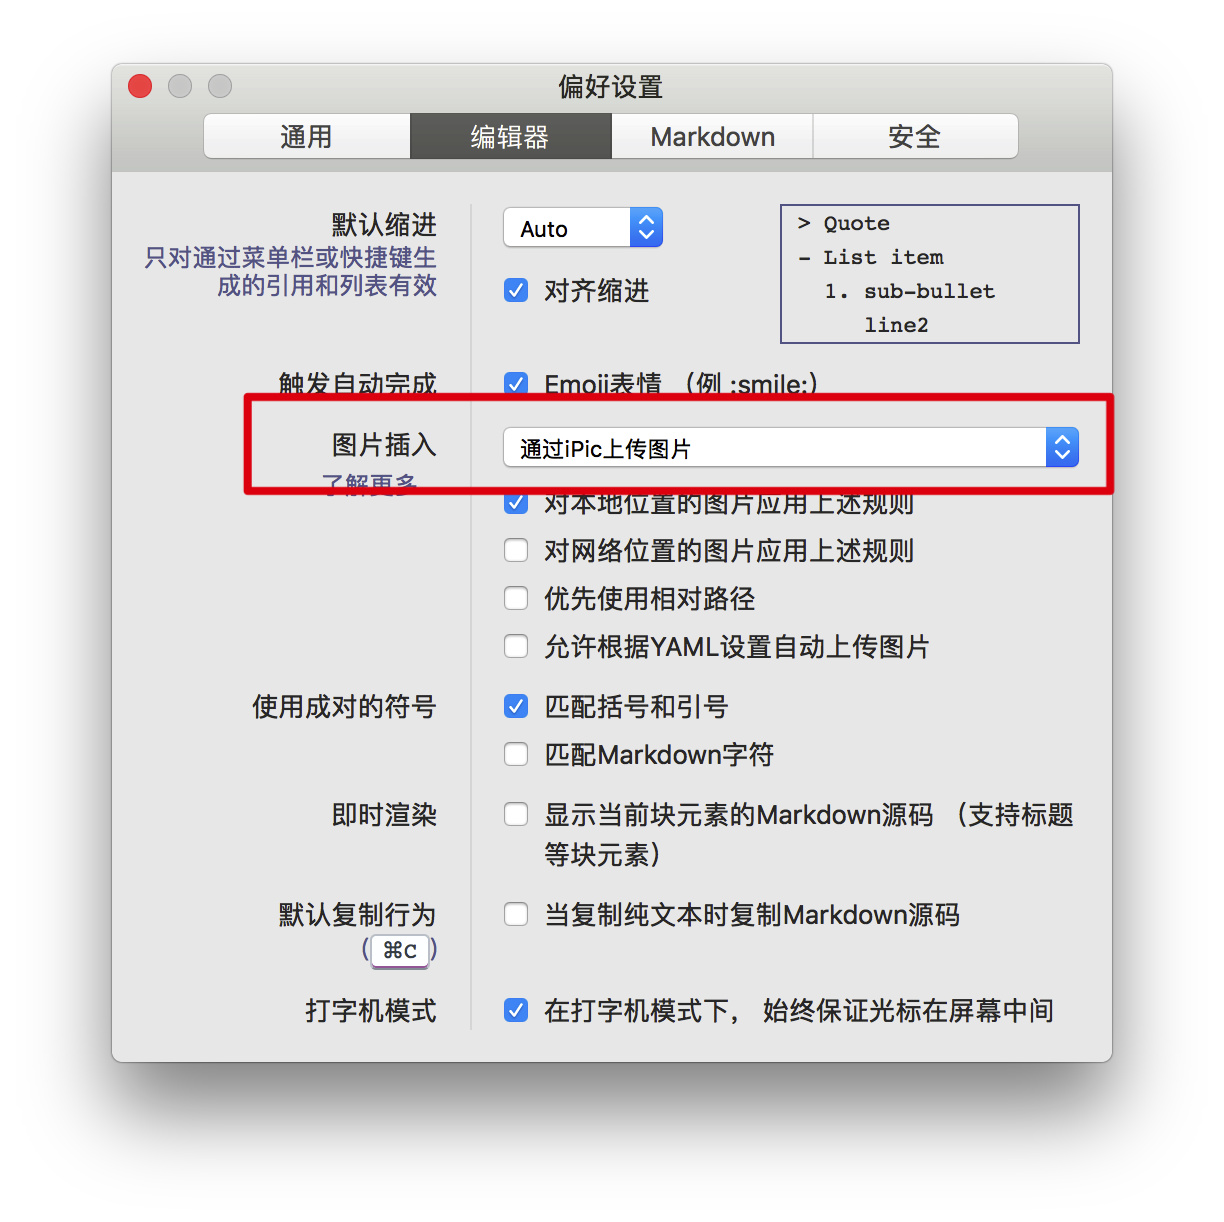 偏好设置
通用 编辑器 Markdown 安全
默认缩进 Auto
只对通过菜单栏或快捷键生
成的引用和列表有效
对齐缩进
> Quote
- List item
1. sub-bullet
line2
触发自动完成 Emoji表情 （例 :smile:）
图片插入 通过iPic上传图片
了解更多
对本地位置的图片应用上述规则
对网络位置的图片应用上述规则
优先使用相对路径
允许根据YAML设置自动上传图片
使用成对的符号 匹配括号和引号
匹配Markdown字符
即时渲染 显示当前块元素的Markdown源码 （支持标题
等块元素）
默认复制行为 当复制纯文本时复制Markdown源码
(⌘C)
打字机模式 在打字机模式下， 始终保证光标在屏幕中间